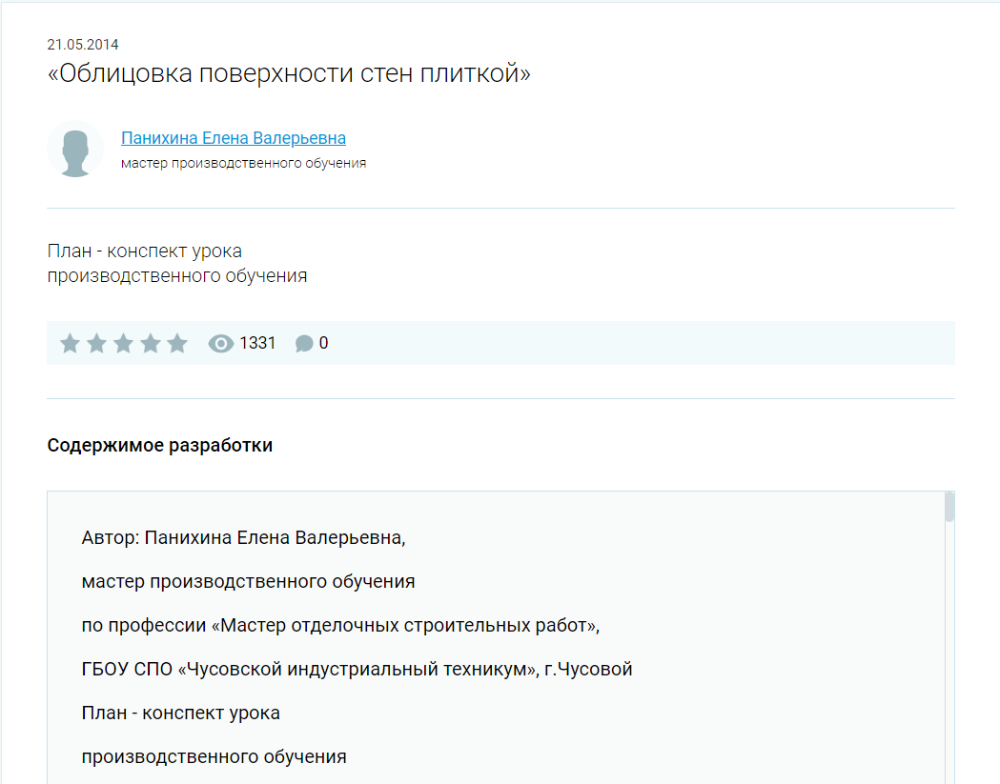 21.05.2014
«Облицовка поверхности стен плиткой»
Панихина Елена Валерьевна
мастер производственного обучения
План - конспект урока
производственного обучения
1331 0
Содержимое разработки
Автор: Панихина Елена Валерьевна,
мастер производственного обучения
по профессии «Мастер отделочных строительных работ»,
ГБОУ СПО «Чусовской индустриальный техникум», г.Чусовой
План - конспект урока
производственного обучения